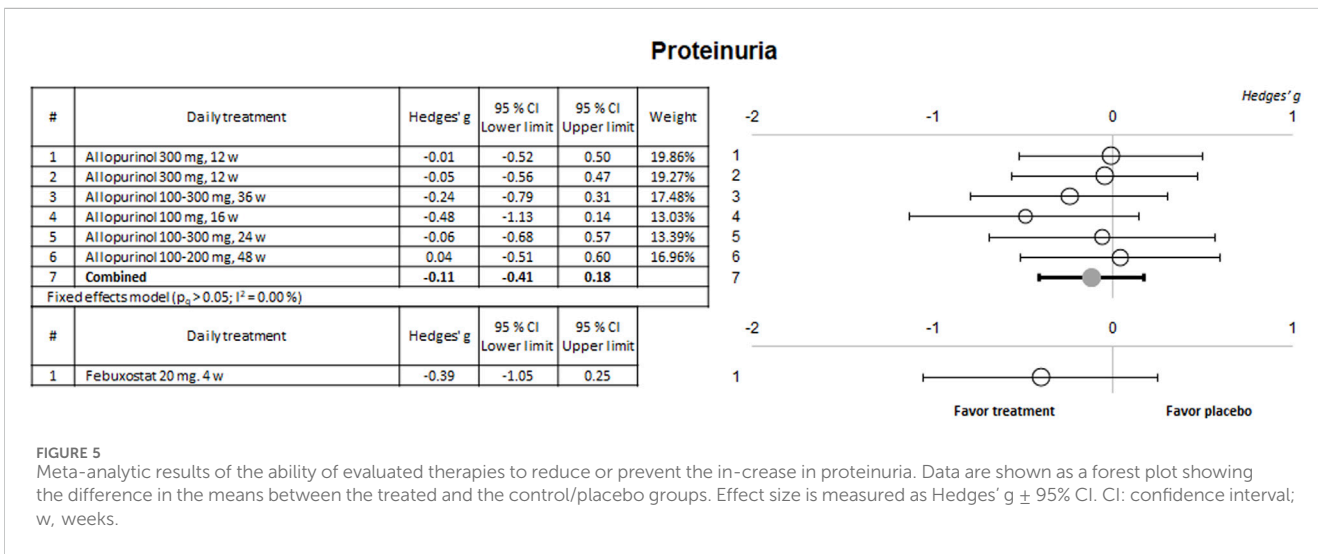 Proteinuria
# Daily treatment Hedges' g 95 % CI Lower limit 95 % CI Upper limit Weight
1 Allopurinol 300 mg, 12 w -0.01 -0.52 0.50 19.86%
2 Allopurinol 300 mg, 12 w -0.05 -0.56 0.47 19.27%
3 Allopurinol 100-300 mg, 36 w -0.24 -0.79 0.31 17.48%
4 Allopurinol 100 mg, 16 w -0.48 -1.13 0.14 13.03%
5 Allopurinol 100-300 mg, 24 w -0.06 -0.68 0.57 13.39%
6 Allopurinol 100-200 mg, 48 w 0.04 -0.51 0.60 16.96%
7 Combined -0.11 -0.41 0.18
Fixed effects model (pq > 0.05; I² = 0.00 %)
Hedges' g
-2 -1 0 1
1
2
3
4
5
6
7
# Daily treatment Hedges' g 95 % CI Lower limit 95 % CI Upper limit
1 Febuxostat 20 mg. 4 w -0.39 -1.05 0.25
-2 -1 0 1
1
Favor treatment Favor placebo
FIGURE 5
Meta-analytic results of the ability of evaluated therapies to reduce or prevent the in-crease in proteinuria. Data are shown as a forest plot showing
the difference in the means between the treated and the control/placebo groups. Effect size is measured as Hedges' g ± 95% CI. CI: confidence interval;
w, weeks.